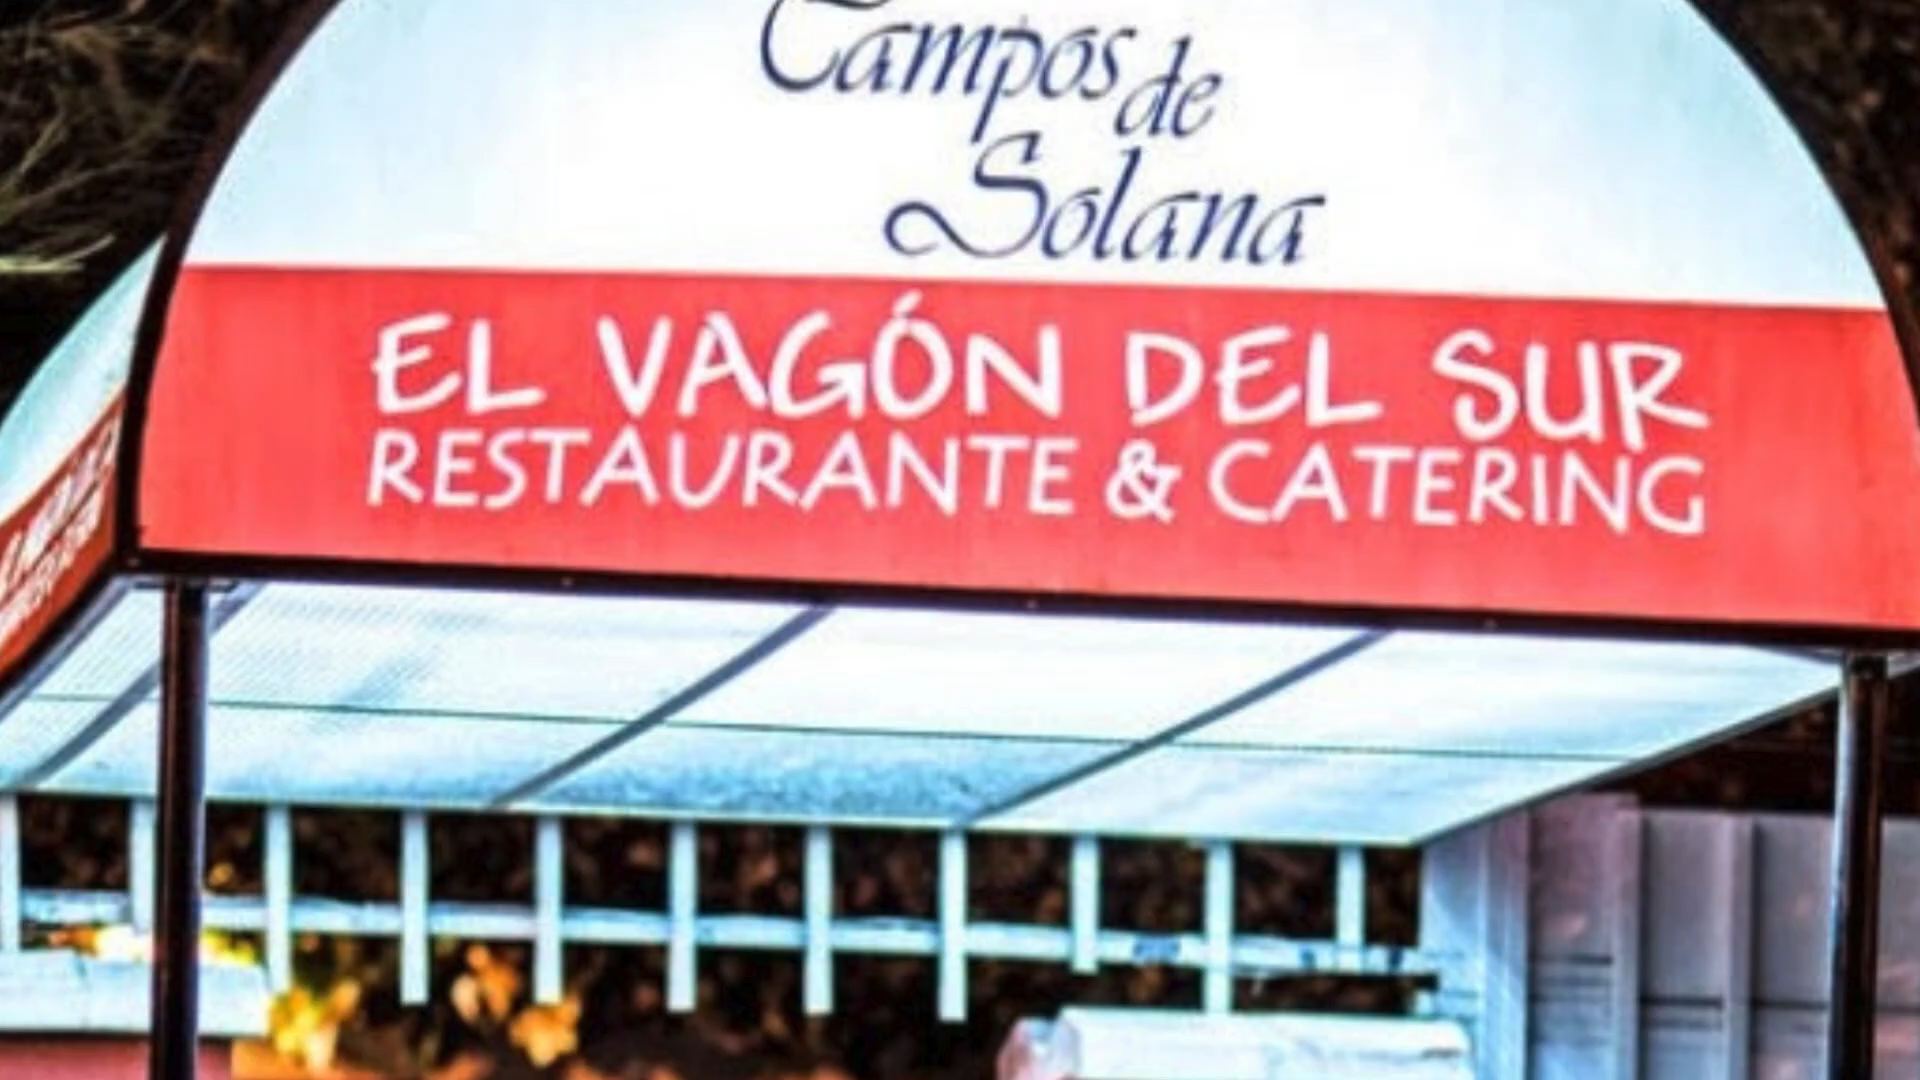 Campos de
Solana
EL VAGÓN DEL SUR
RESTAURANTE & CATERING